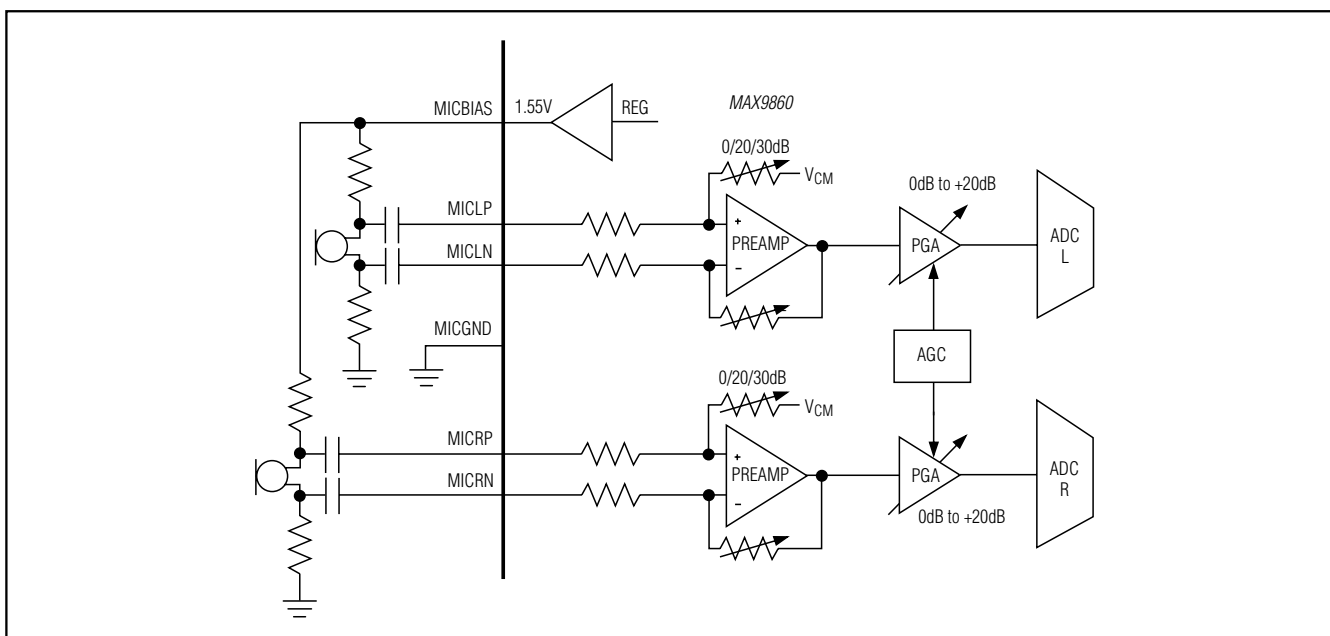 MICBIAS
1.55V
REG
MAX9860
0/20/30dB
VCM
0dB to +20dB
MICLP
+
PREAMP
−
PGA
ADC
L
MICLN
MICGND
AGC
0/20/30dB
VCM
MICRP
+
PREAMP
−
PGA
ADC
R
MICRN
0dB to +20dB